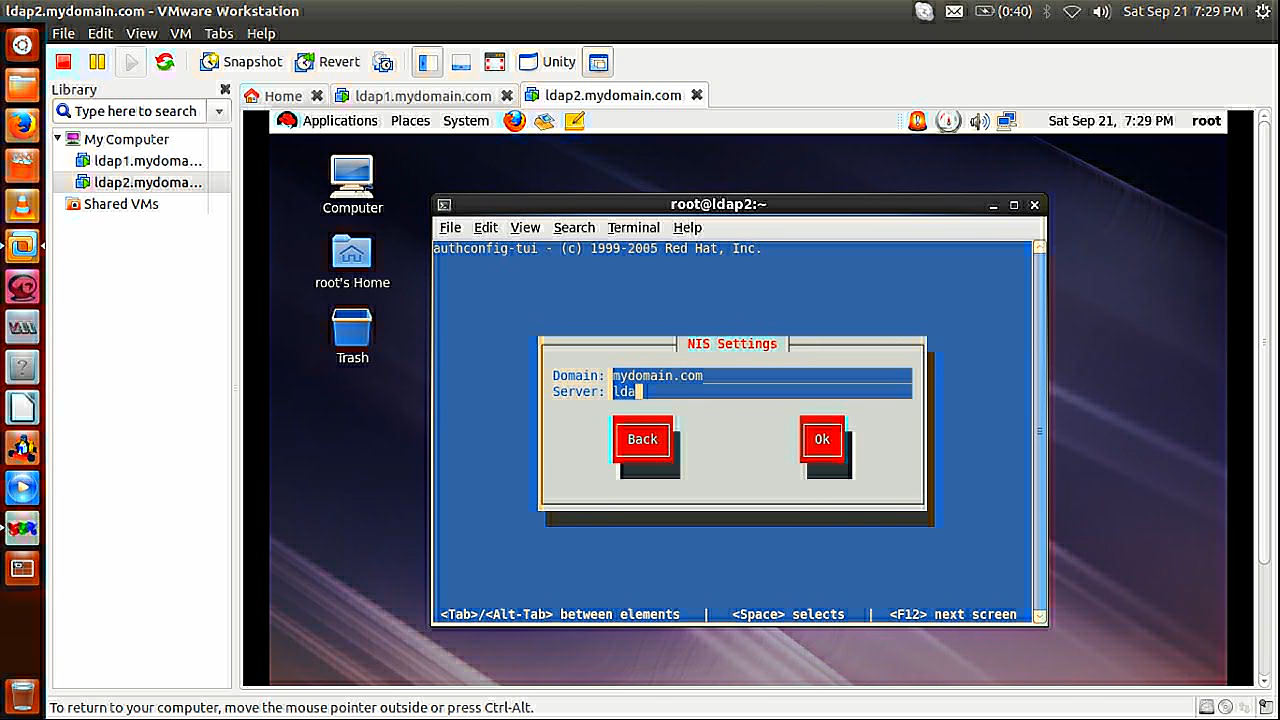 ldap2.mydomain.com - VMware Workstation
(0:40) Sat Sep 21 7:29 PM
File Edit View VM Tabs Help
Snapshot Revert Unity
Library
Type here to search
My Computer
ldap1.mydoma...
ldap2.mydoma...
Shared VMs
Home ldap1.mydomain.com ldap2.mydomain.com
Applications Places System Sat Sep 21, 7:29 PM root
Computer
root's Home
Trash
root@ldap2:~
File Edit View Search Terminal Help
authconfig-tui - (c) 1999-2005 Red Hat, Inc.
NIS Settings
Domain: mydomain.com
Server: lda
Back Ok
<Tab>/<Alt-Tab> between elements | <Space> selects | <F12> next screen
To return to your computer, move the mouse pointer outside or press Ctrl-Alt.